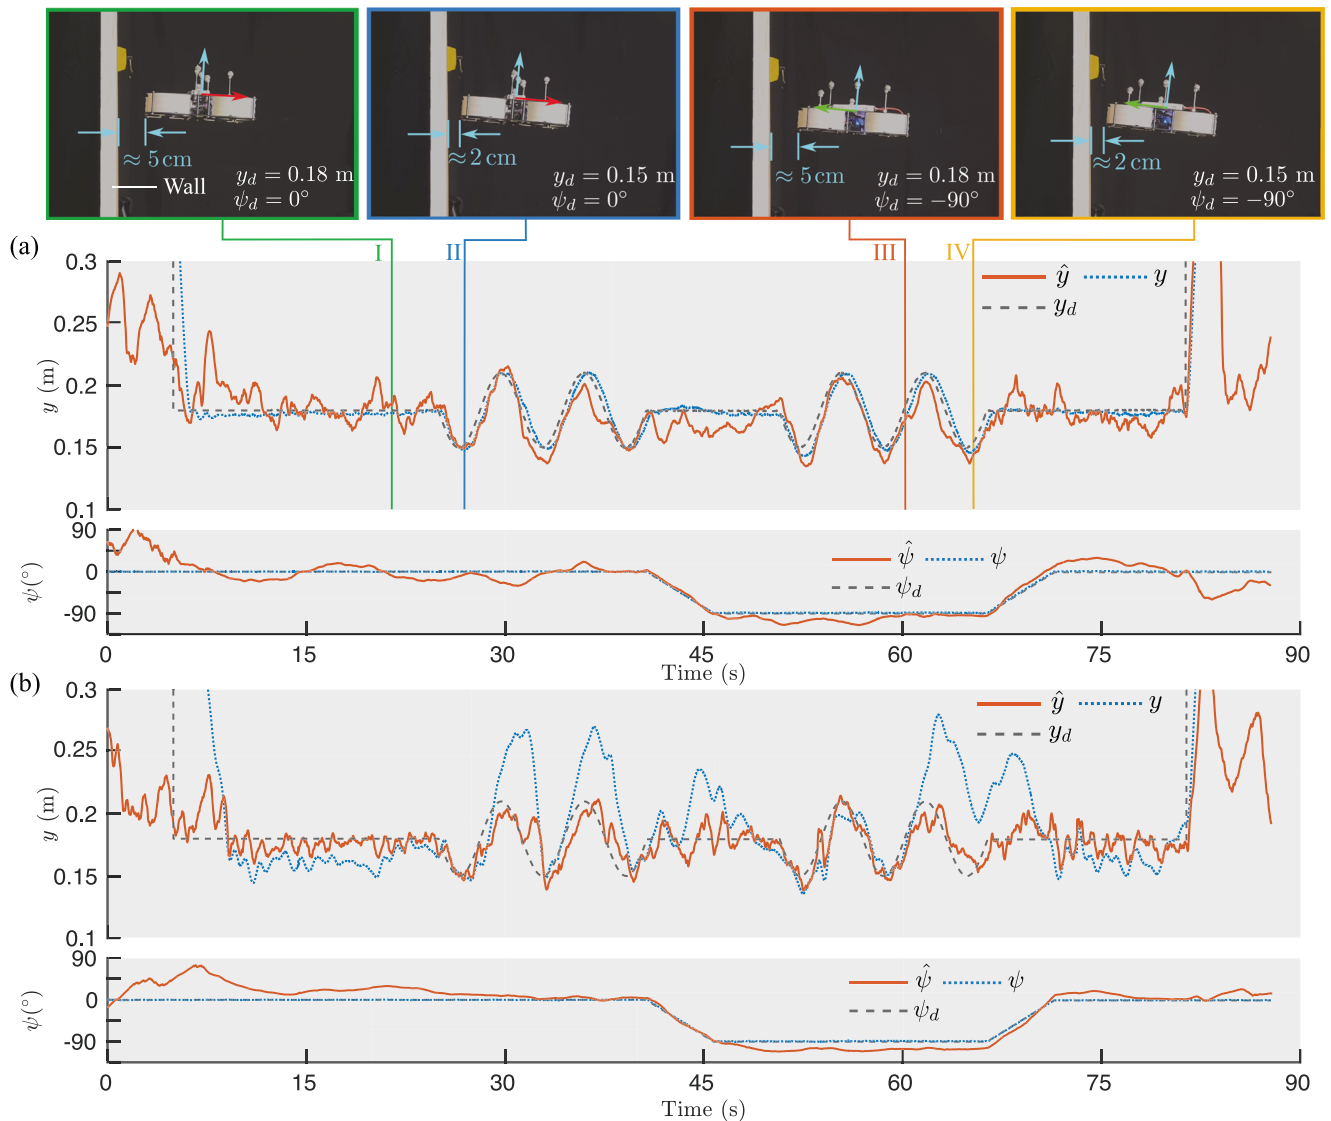 ≈ 5 cm
Wall
y_d = 0.18 m
ψ_d = 0°
≈ 2 cm
y_d = 0.15 m
ψ_d = 0°
≈ 5 cm
y_d = 0.18 m
ψ_d = −90°
≈ 2 cm
y_d = 0.15 m
ψ_d = −90°
(a)
I II III IV
0.3
0.25
0.2
0.15
0.1
y (m)
ŷ y
y_d
90
0
-90
ψ(°)
ψ̂ ψ
ψ_d
0 15 30 45 60 75 90
Time (s)
(b)
0.3
0.25
0.2
0.15
0.1
y (m)
ŷ y
y_d
90
0
-90
ψ(°)
ψ̂ ψ
ψ_d
0 15 30 45 60 75 90
Time (s)